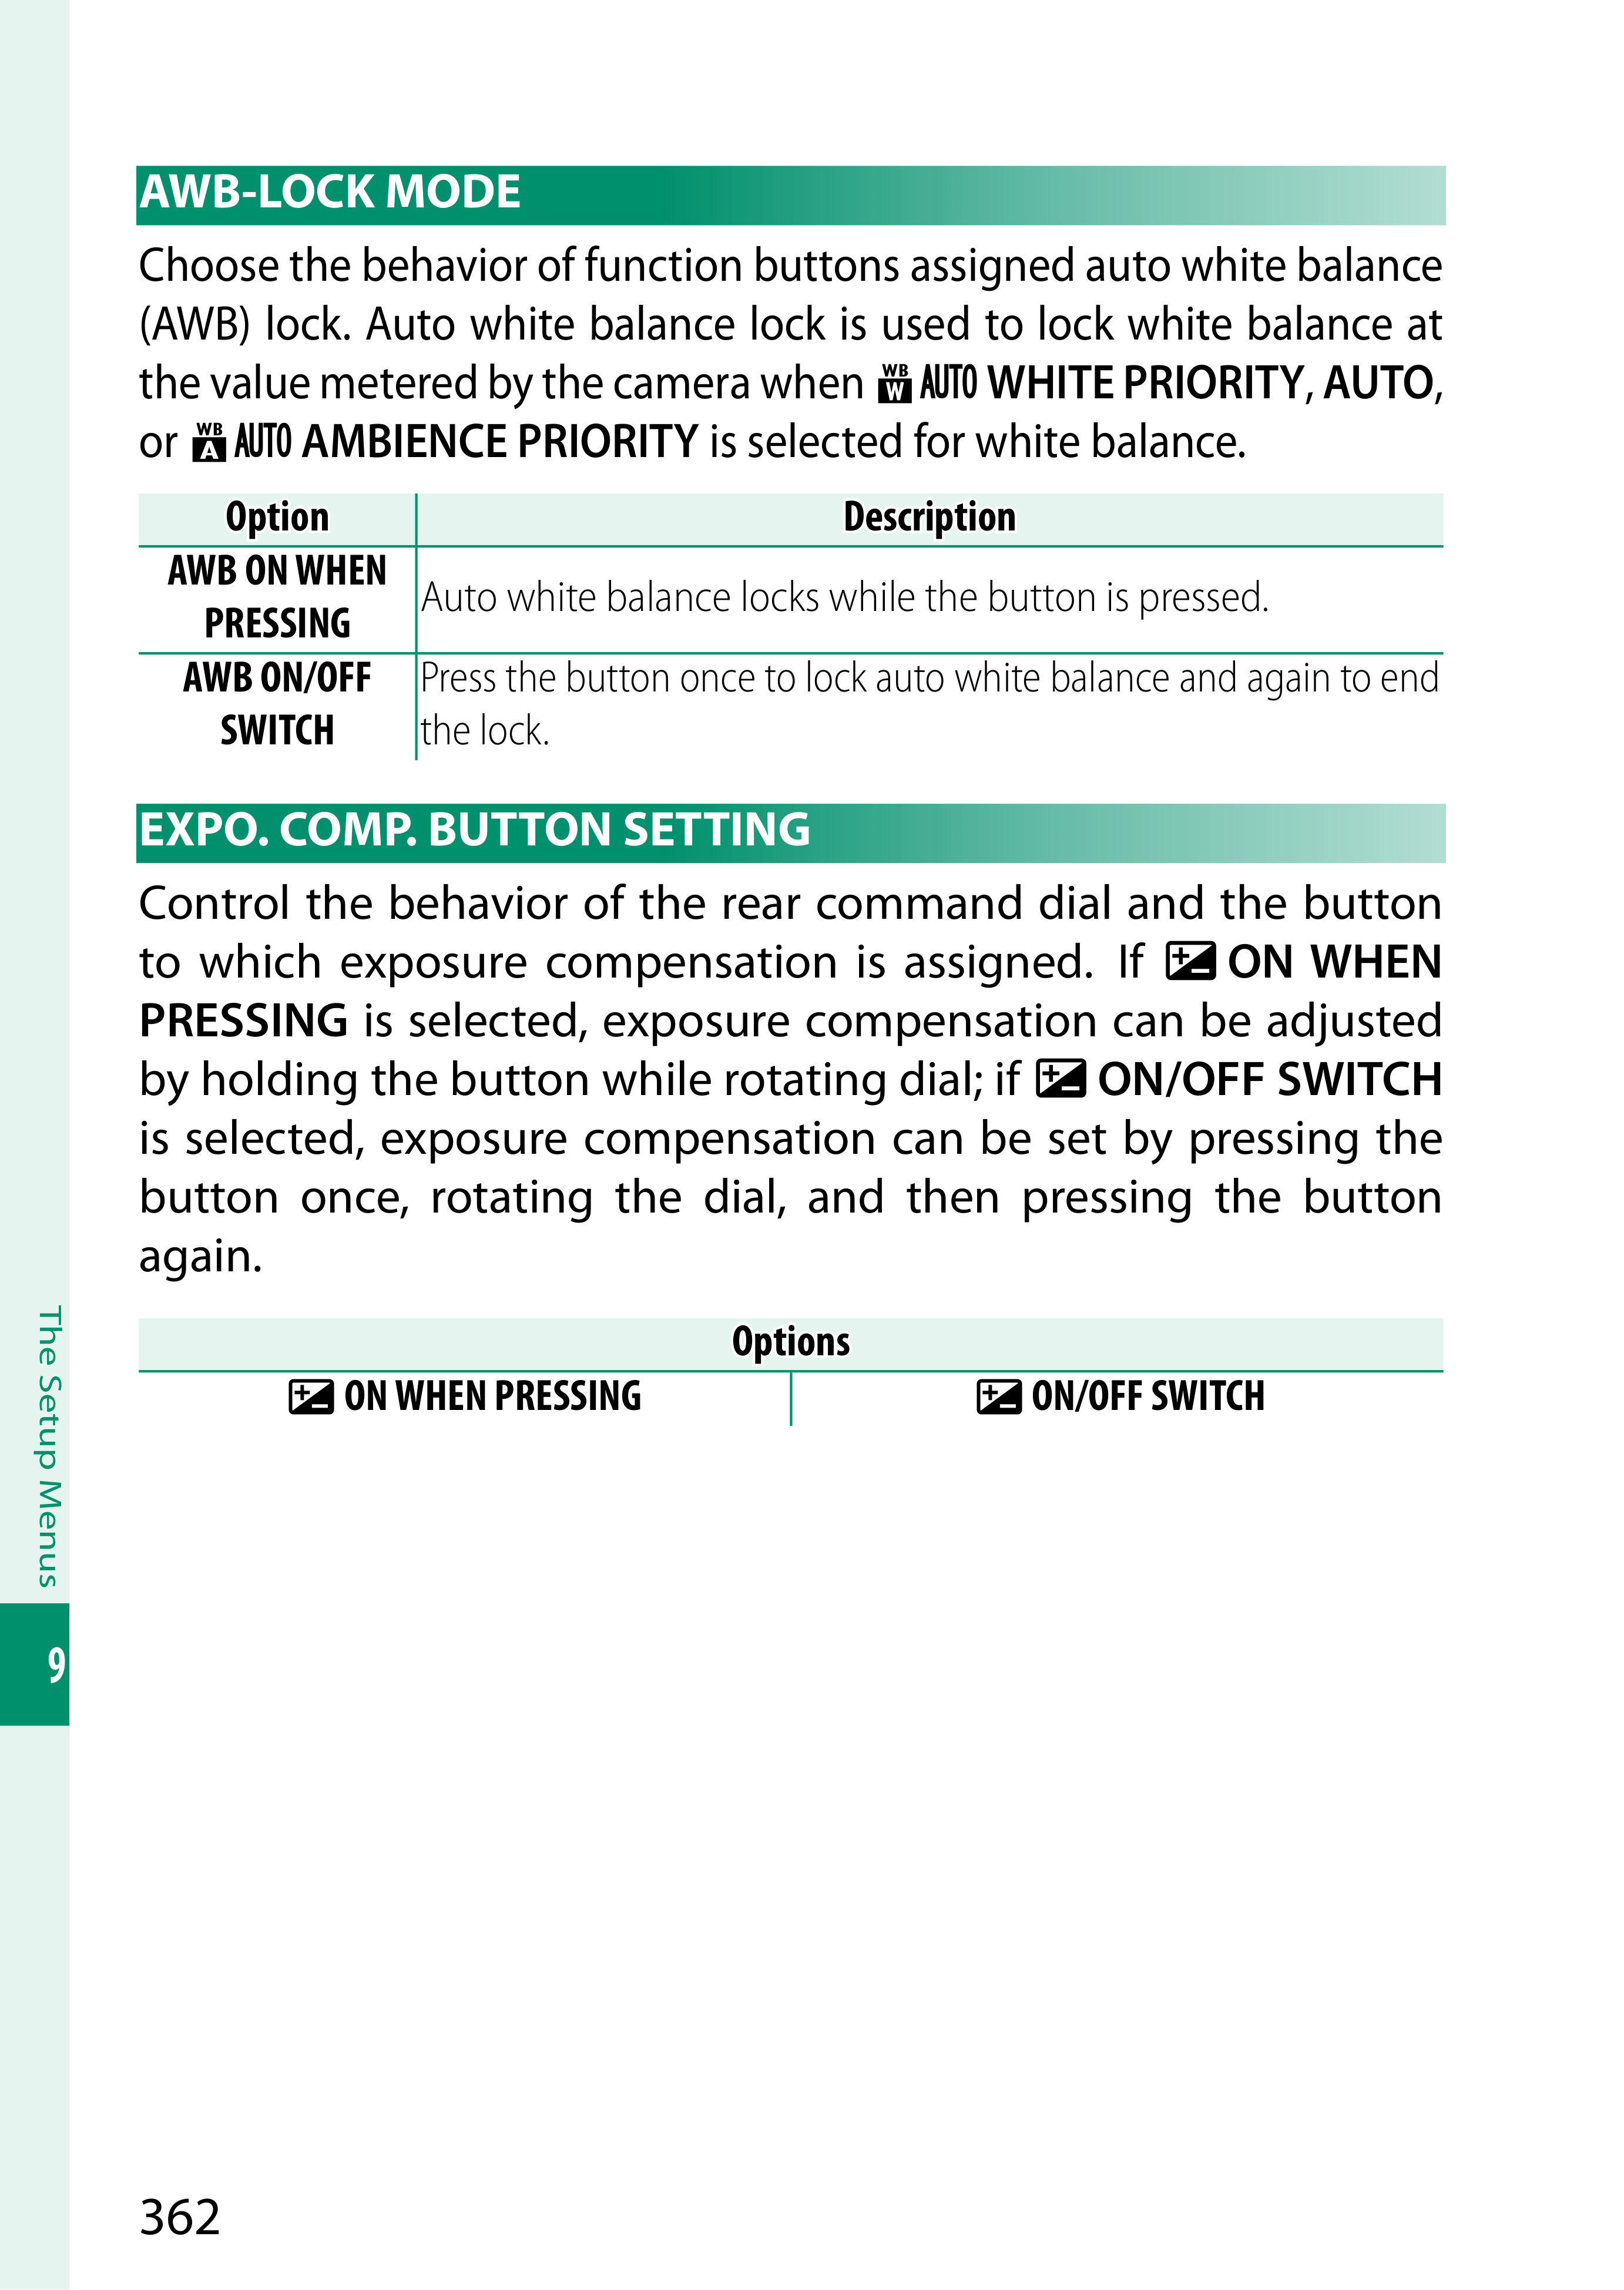 AWB-LOCK MODE
Choose the behavior of function buttons assigned auto white balance
(AWB) lock. Auto white balance lock is used to lock white balance at
the value metered by the camera when WB W AUTO WHITE PRIORITY, AUTO,
or WB A AUTO AMBIENCE PRIORITY is selected for white balance.
Option Description
AWB ON WHEN
PRESSING
Auto white balance locks while the button is pressed.
AWB ON/OFF
SWITCH
Press the button once to lock auto white balance and again to end
the lock.
EXPO. COMP. BUTTON SETTING
Control the behavior of the rear command dial and the button
to which exposure compensation is assigned. If ON WHEN
PRESSING is selected, exposure compensation can be adjusted
by holding the button while rotating dial; if ON/OFF SWITCH
is selected, exposure compensation can be set by pressing the
button once, rotating the dial, and then pressing the button
again.
Options
ON WHEN PRESSING ON/OFF SWITCH
The Setup Menus
9
362